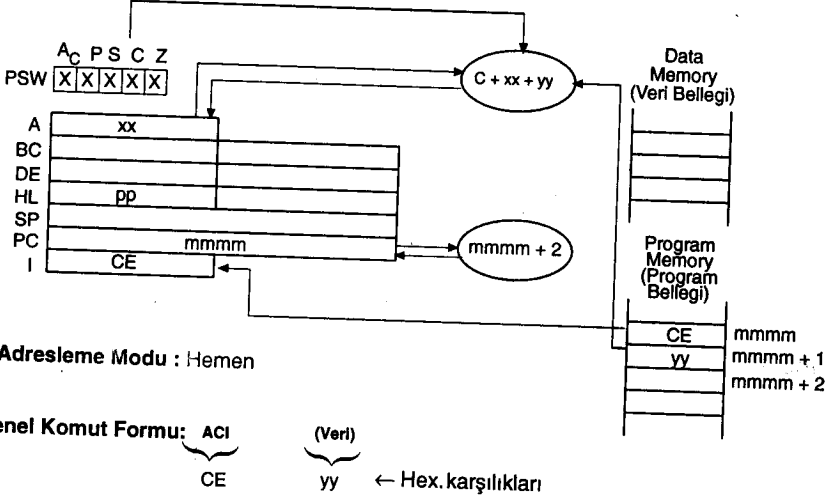 A_C P S C Z
PSW X X X X X
C + xx + yy
Data
Memory
(Veri Bellegi)
A xx
BC
DE
HL pp
SP
PC mmmm
I CE
mmmm + 2
Program
Memory
(Program
Bellegi)
CE mmmm
yy mmmm + 1
mmmm + 2
Adresleme Modu : Hemen
enel Komut Formu: ACI (Veri)
CE yy ← Hex. karşılıkları